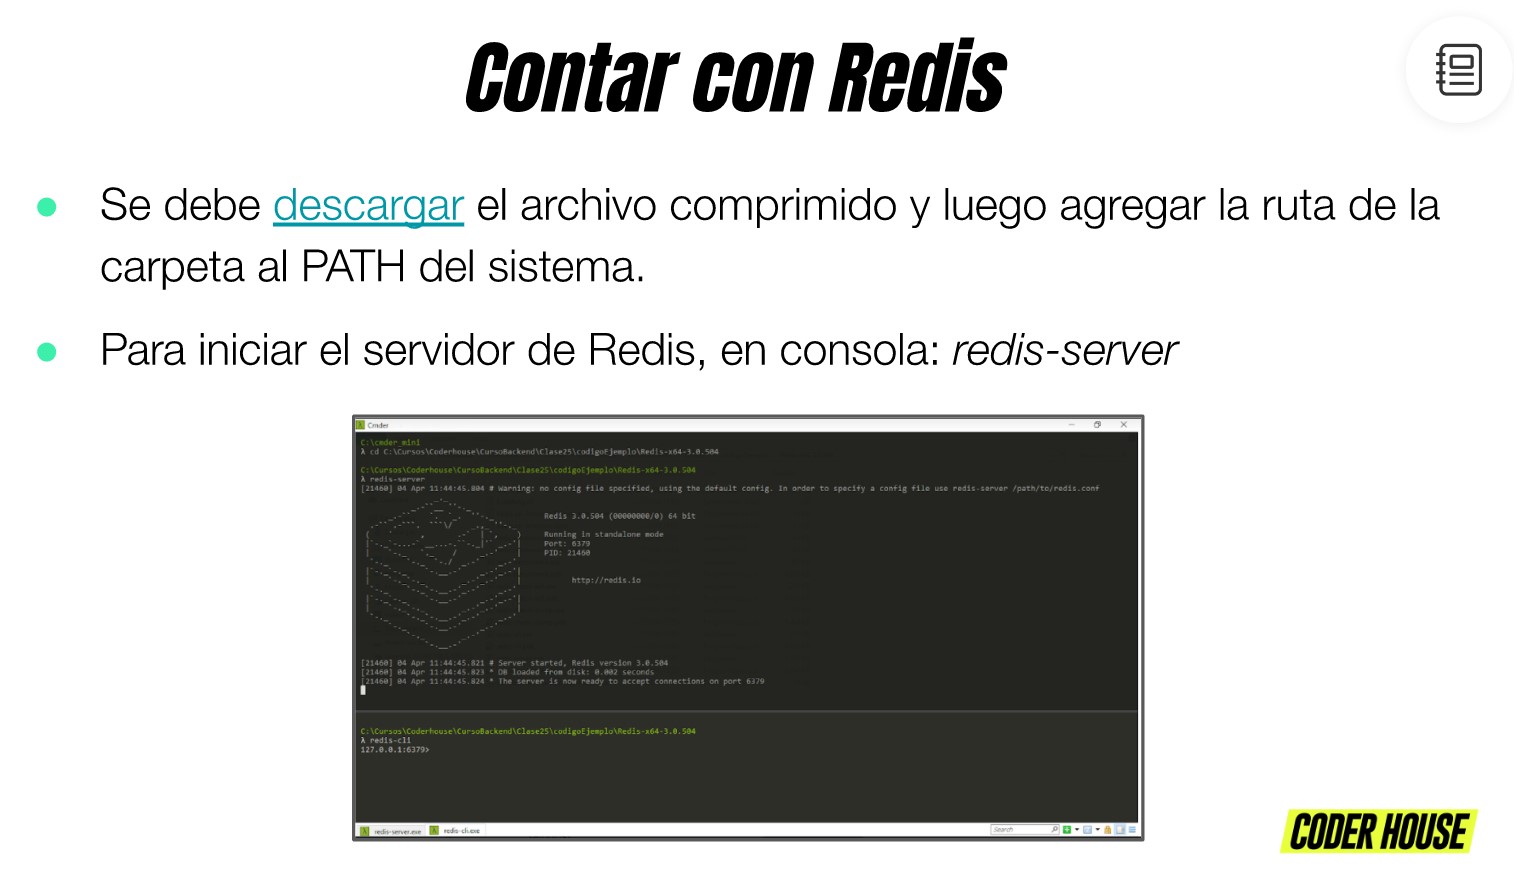 Contar con Redis
Se debe descargar el archivo comprimido y luego agregar la ruta de la
carpeta al PATH del sistema.
Para iniciar el servidor de Redis, en consola: redis-server
Cmder
C:\cmder_mini
λ cd C:\Cursos\Coderhouse\CursoBackend\Clase25\codigoEjemplo\Redis-x64-3.0.504
C:\Cursos\Coderhouse\CursoBackend\Clase25\codigoEjemplo\Redis-x64-3.0.504
λ redis-server
[21460] 04 Apr 11:44:45.804 # Warning: no config file specified, using the default config. In order to specify a config file use redis-server /path/to/redis.conf
Redis 3.0.504 (00000000/0) 64 bit
Running in standalone mode
Port: 6379
PID: 21460
http://redis.io
[21460] 04 Apr 11:44:45.821 # Server started, Redis version 3.0.504
[21460] 04 Apr 11:44:45.823 * DB loaded from disk: 0.002 seconds
[21460] 04 Apr 11:44:45.824 * The server is now ready to accept connections on port 6379
C:\Cursos\Coderhouse\CursoBackend\Clase25\codigoEjemplo\Redis-x64-3.0.504
λ redis-cli
127.0.0.1:6379>
redis-server.exe redis-cli.exe Search
CODER HOUSE